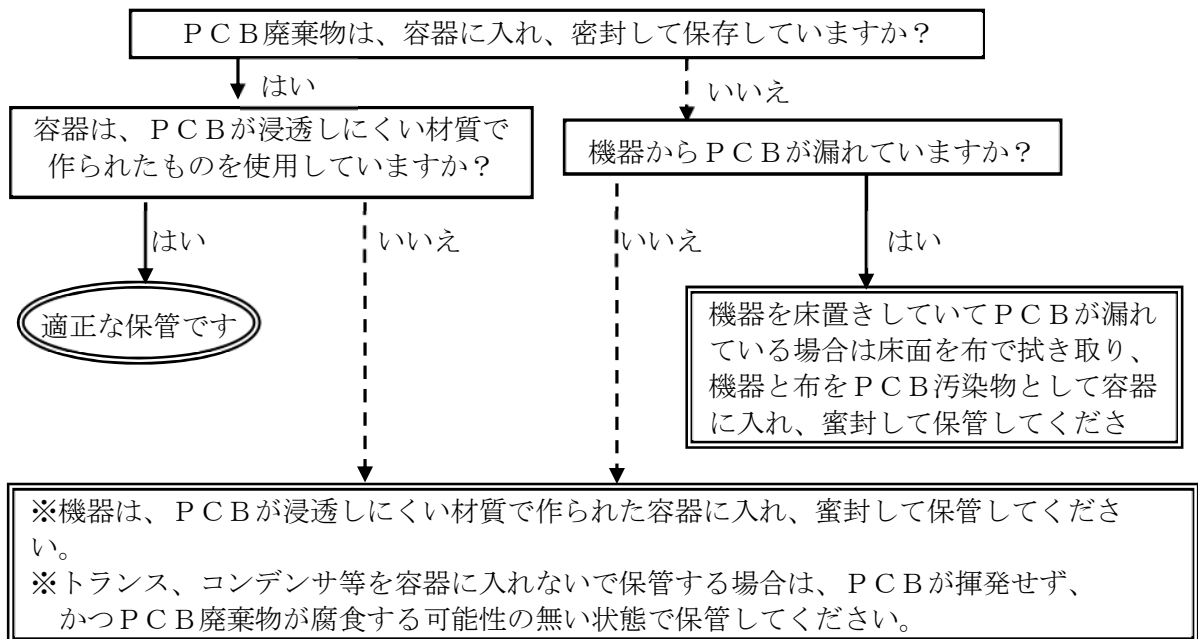 ＰＣＢ廃棄物は、容器に入れ、密封して保存していますか？
はい
いいえ
容器は、ＰＣＢが浸透しにくい材質で
作られたものを使用していますか？
機器からＰＣＢが漏れていますか？
はい
いいえ
いいえ
はい
適正な保管です
機器を床置きしていてＰＣＢが漏れ
ている場合は床面を布で拭き取り、
機器と布をＰＣＢ汚染物として容器
に入れ、蜜封して保管してくださ
※機器は、ＰＣＢが浸透しにくい材質で作られた容器に入れ、蜜封して保管してくださ
い。
※トランス、コンデンサ等を容器に入れないで保管する場合は、ＰＣＢが揮発せず、
かつＰＣＢ廃棄物が腐食する可能性の無い状態で保管してください。